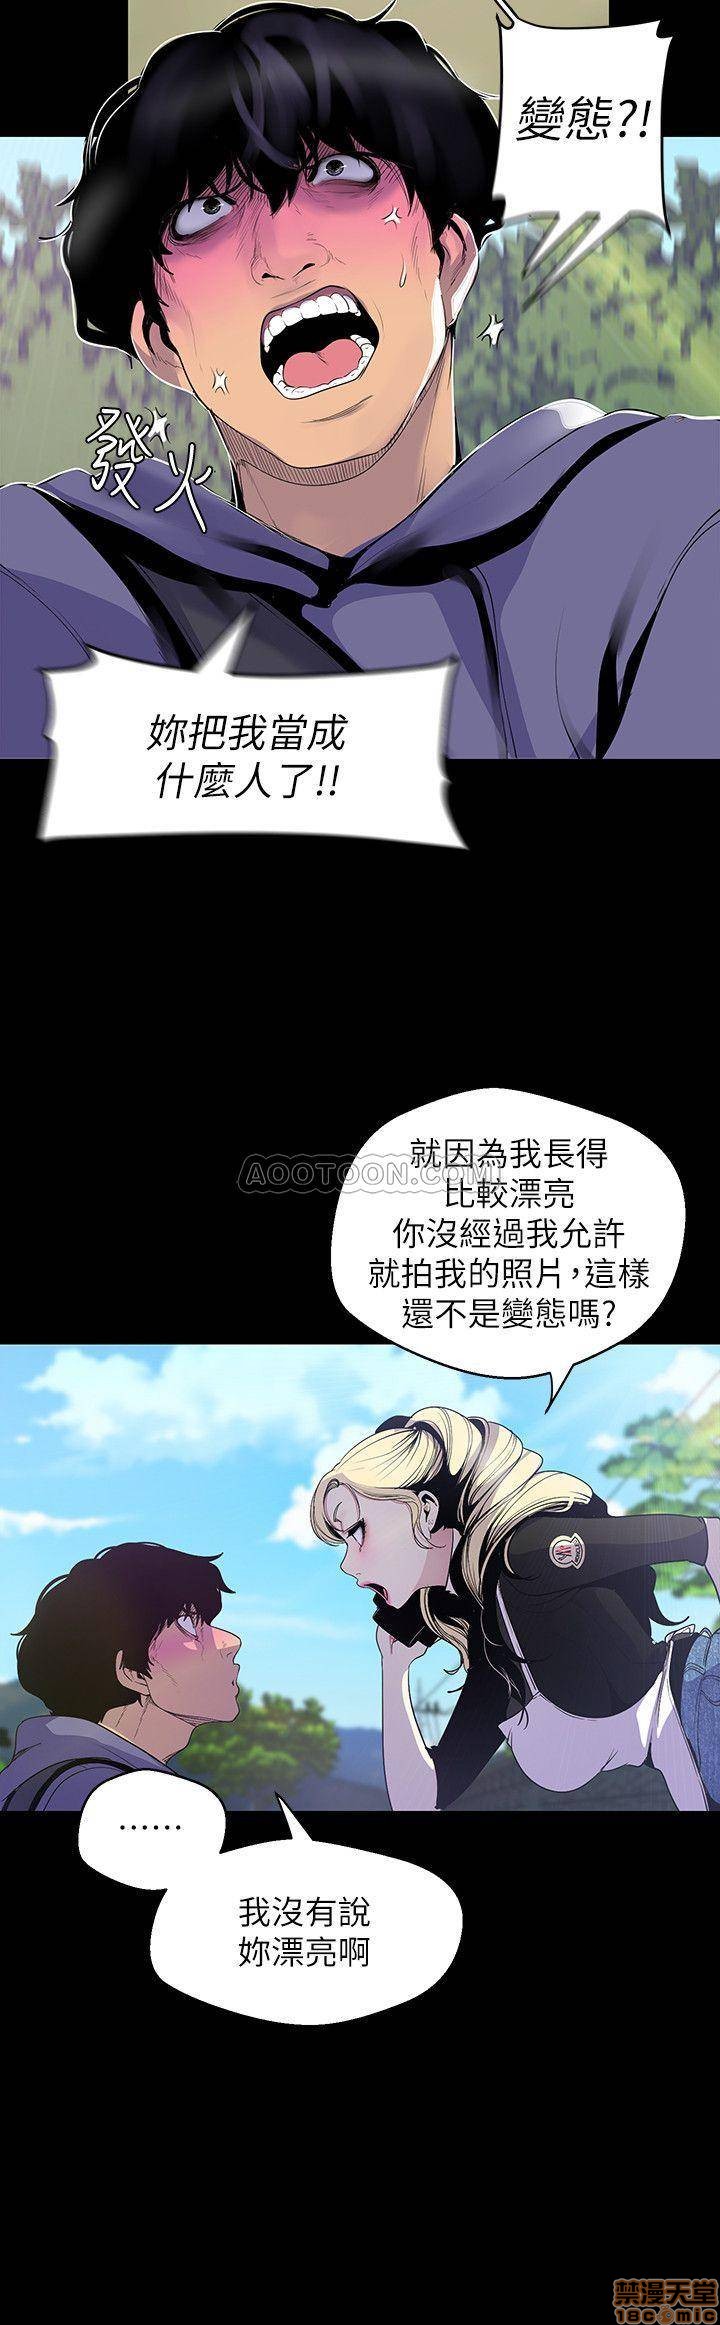 變態?!
發火
妳把我當成
什麼人了!!
AOOTOON.COM
就因為我長得
比較漂亮
你沒經過我允許
就拍我的照片，這樣
還不是變態嗎?
……
我沒有說
妳漂亮啊
禁漫天堂
18comic